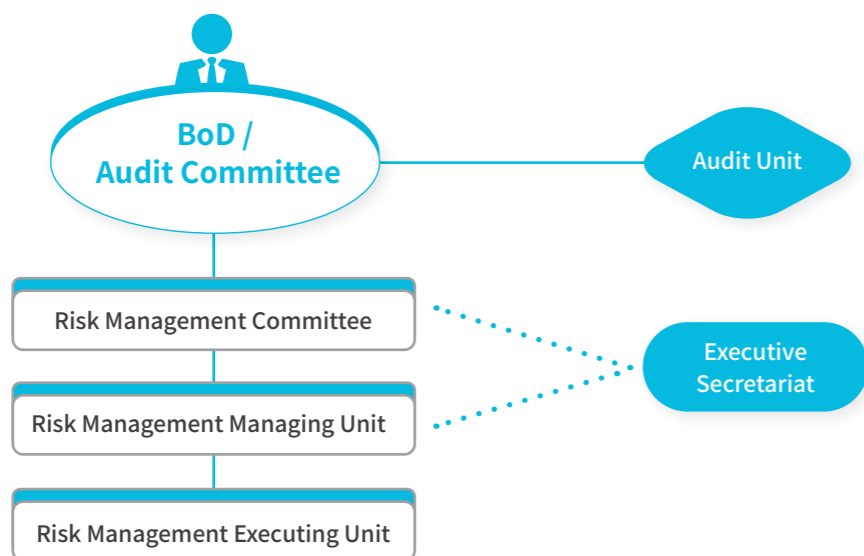 BoD /
Audit Committee
Audit Unit
Risk Management Committee
Executive
Secretariat
Risk Management Managing Unit
Risk Management Executing Unit